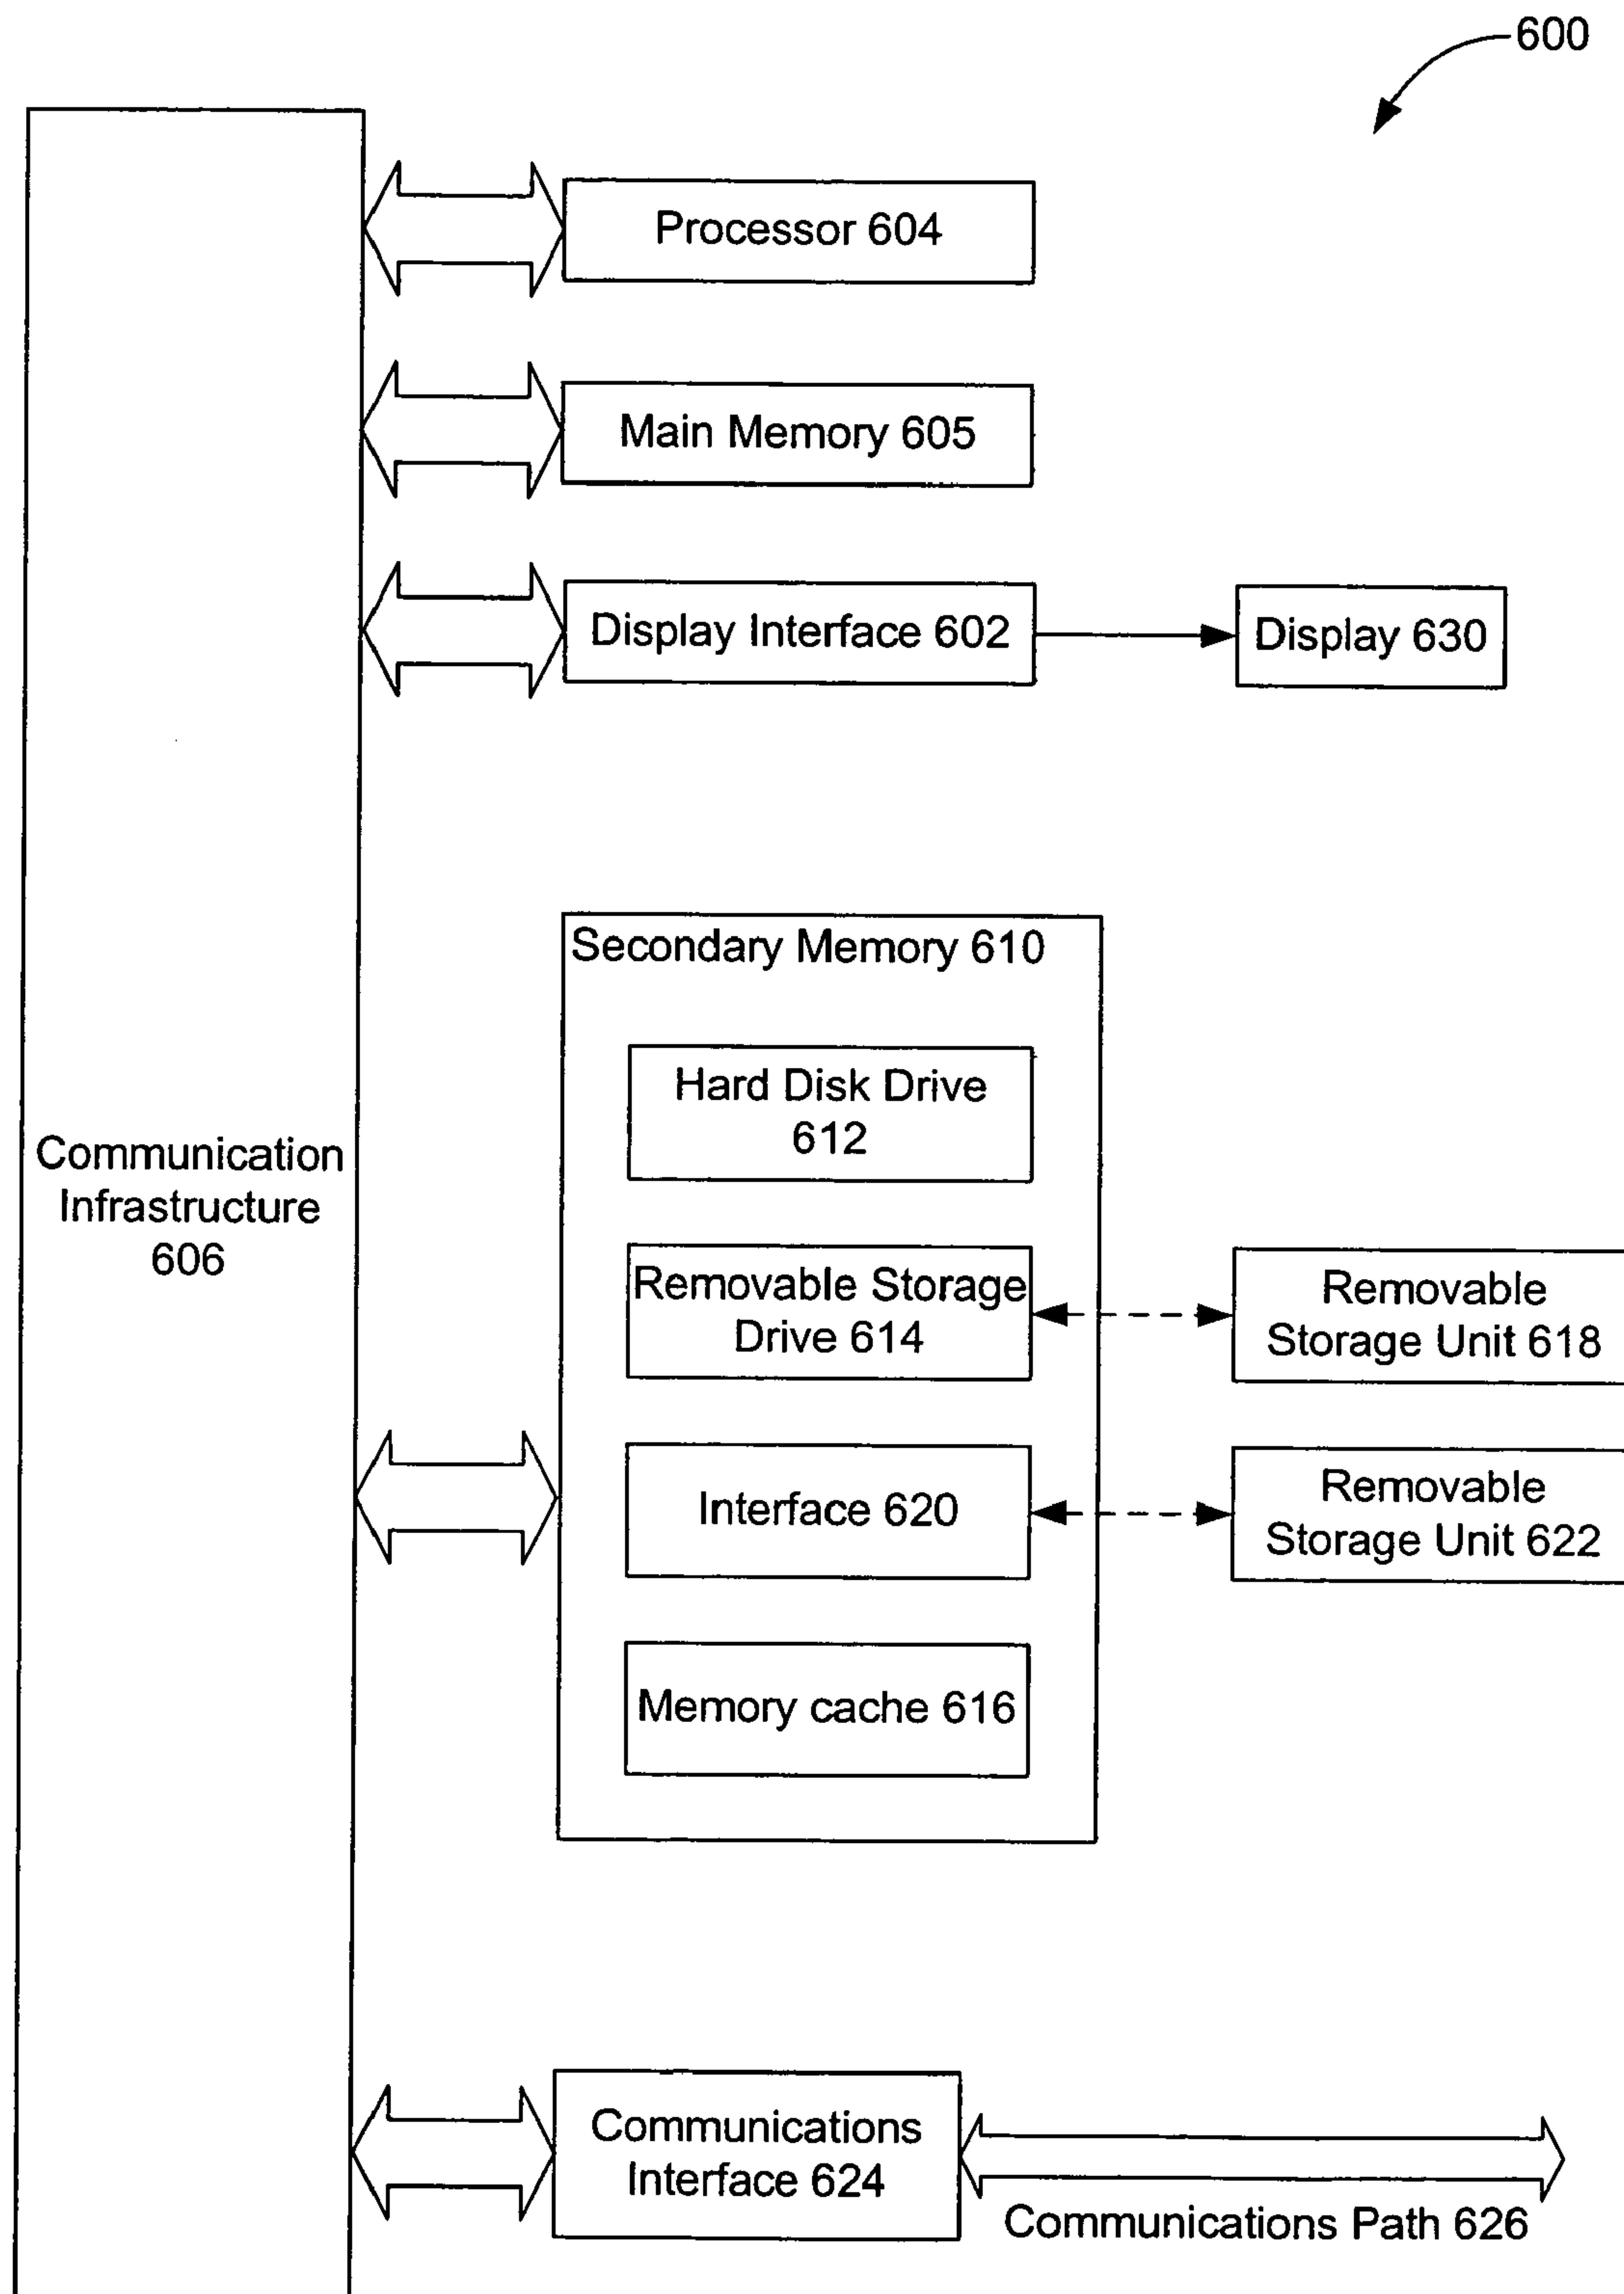 600
Processor 604
Main Memory 605
Display Interface 602
Display 630
Secondary Memory 610
Hard Disk Drive
612
Communication
Infrastructure
606
Removable Storage
Drive 614
Removable
Storage Unit 618
Interface 620
Removable
Storage Unit 622
Memory cache 616
Communications
Interface 624
Communications Path 626